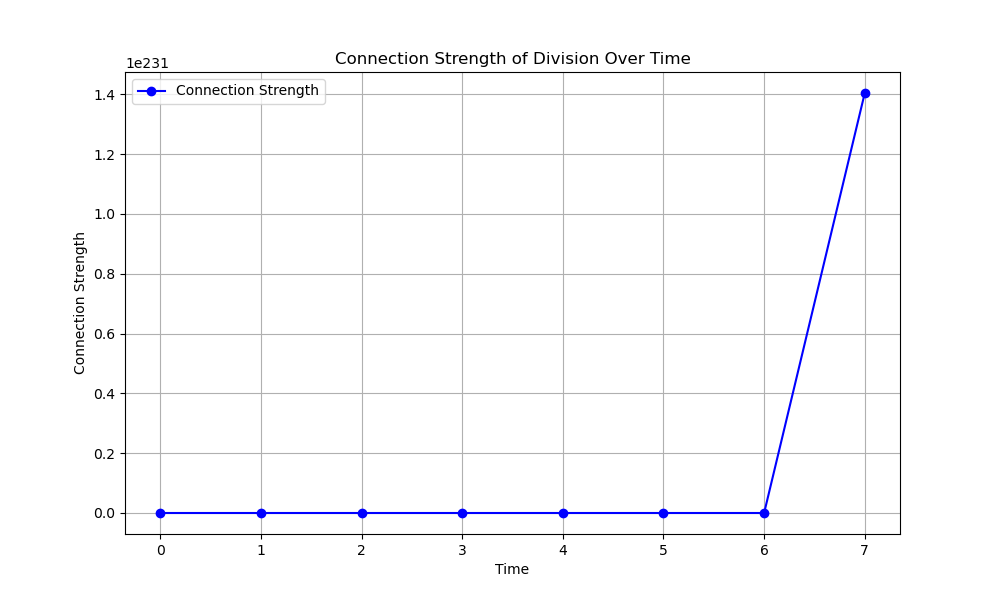 Connection Strength of Division Over Time
1e231
Connection Strength
1.4
1.2
1.0
0.8
0.6
0.4
0.2
0.0
Connection Strength
0 1 2 3 4 5 6 7
Time